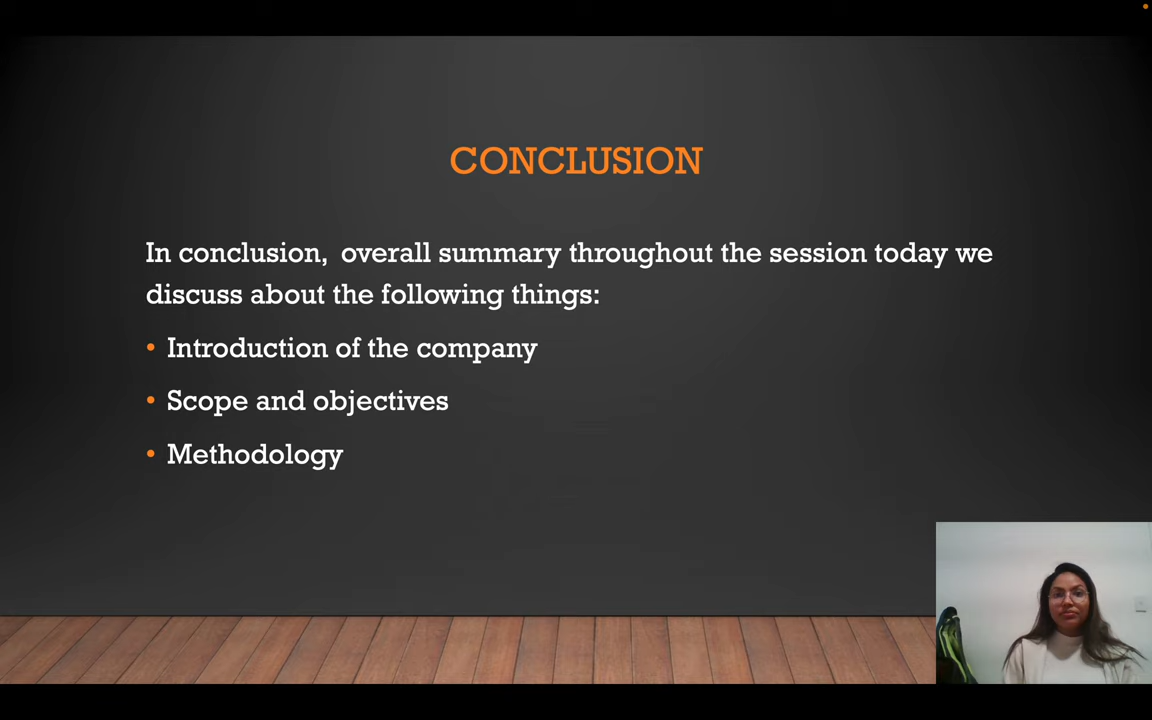 CONCLUSION
In conclusion,  overall summary throughout the session today we
discuss about the following things:
• Introduction of the company
• Scope and objectives
• Methodology